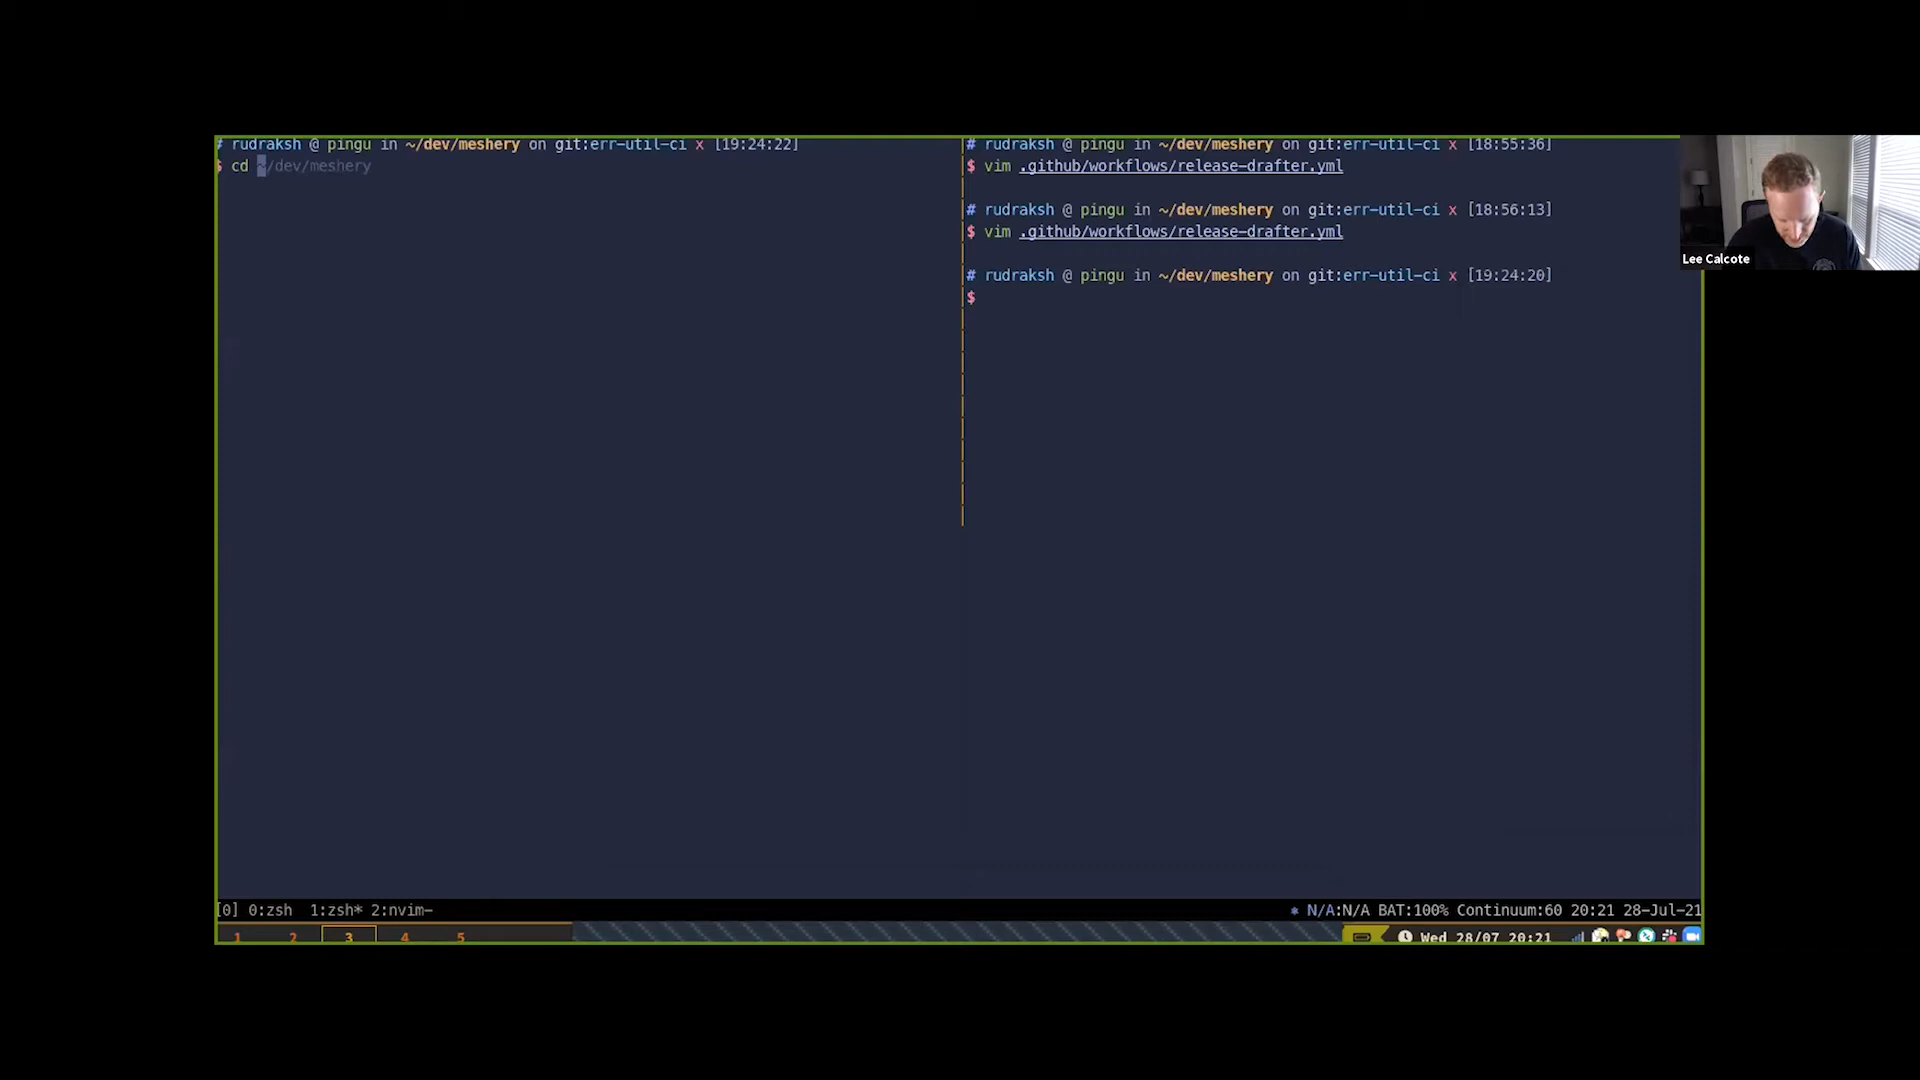 # rudraksh @ pingu in ~/dev/meshery on git:err-util-ci x [19:24:22]
$ cd ~/dev/meshery
# rudraksh @ pingu in ~/dev/meshery on git:err-util-ci x [18:55:36]
$ vim .github/workflows/release-drafter.yml
# rudraksh @ pingu in ~/dev/meshery on git:err-util-ci x [18:56:13]
$ vim .github/workflows/release-drafter.yml
# rudraksh @ pingu in ~/dev/meshery on git:err-util-ci x [19:24:20]
$
Lee Calcote
[0] 0:zsh 1:zsh* 2:nvim- * N/A:N/A BAT:100% Continuum:60 20:21 28-Jul-21
1 2 3 4 5 Wed 28/07 20:21